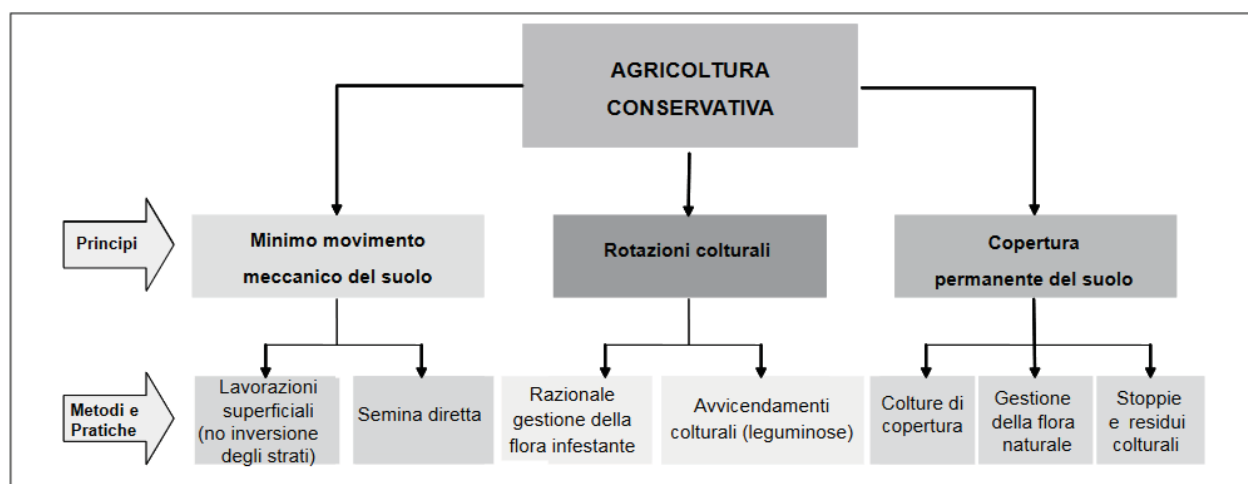 AGRICOLTURA
CONSERVATIVA
Principi
Minimo movimento
meccanico del suolo
Rotazioni colturali
Copertura
permanente del suolo
Metodi e
Pratiche
Lavorazioni
superficiali
(no inversione
degli strati)
Semina diretta
Razionale
gestione della
flora infestante
Avvicendamenti
colturali (leguminose)
Colture di
copertura
Gestione
della flora
naturale
Stoppie
e residui
colturali